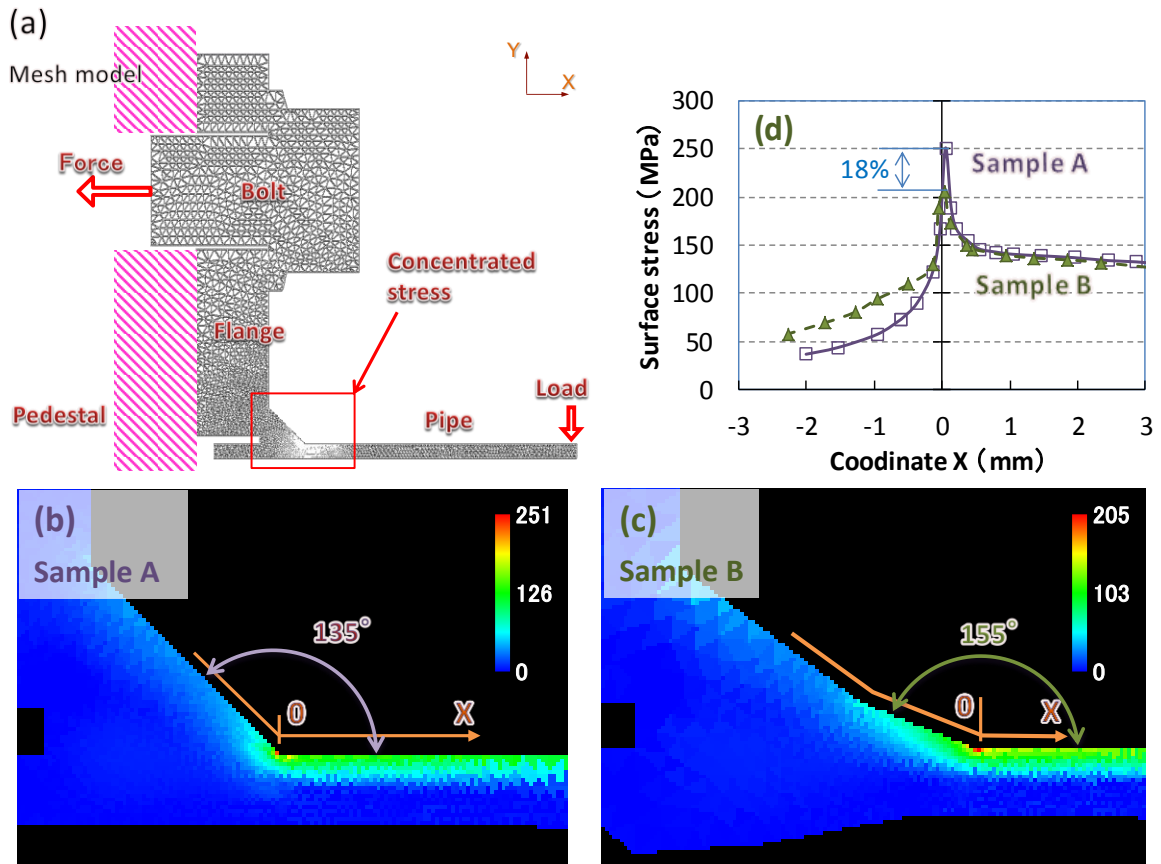 (a)
Mesh model
Y
X
Force
Bolt
Concentrated
stress
Flange
Pedestal
Pipe
Load
(d)
Surface stress (MPa)
300
250
200
150
100
50
0
18%
Sample A
Sample B
-3 -2 -1 0 1 2 3
Coodinate X (mm)
(b)
Sample A
135°
0
X
251
126
0
(c)
Sample B
155°
0
X
205
103
0